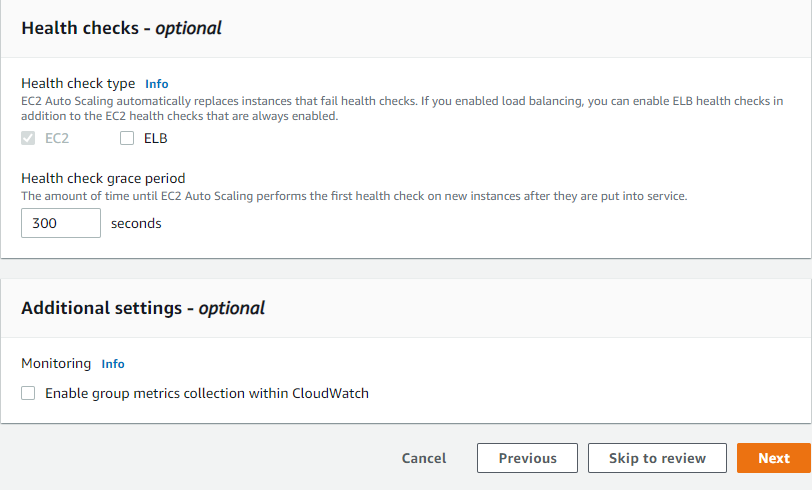 Health checks - optional
Health check type Info
EC2 Auto Scaling automatically replaces instances that fail health checks. If you enabled load balancing, you can enable ELB health checks in
addition to the EC2 health checks that are always enabled.
EC2 ELB
Health check grace period
The amount of time until EC2 Auto Scaling performs the first health check on new instances after they are put into service.
300 seconds
Additional settings - optional
Monitoring Info
Enable group metrics collection within CloudWatch
Cancel Previous Skip to review Next